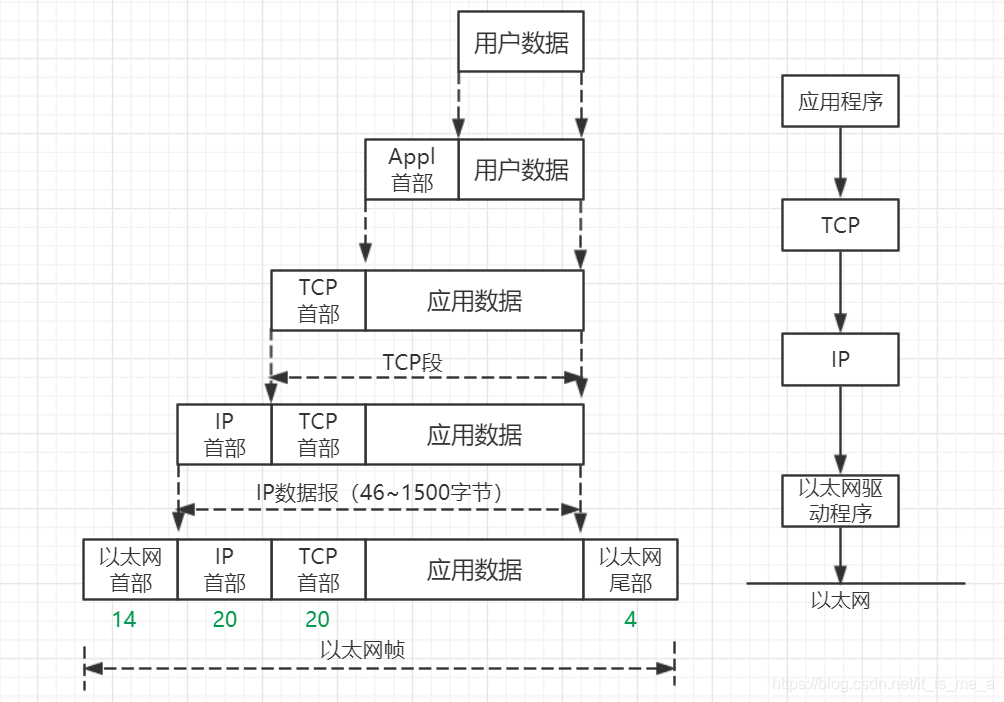 用户数据
应用程序
Appl
首部
用户数据
TCP
TCP
首部
应用数据
TCP段
IP
IP
首部
TCP
首部
应用数据
IP数据报（46~1500字节）
以太网驱
动程序
以太网
首部
IP
首部
TCP
首部
应用数据
以太网
尾部
以太网
14
20
20
4
以太网帧
https://blog.csdn.net/it_is_me_a